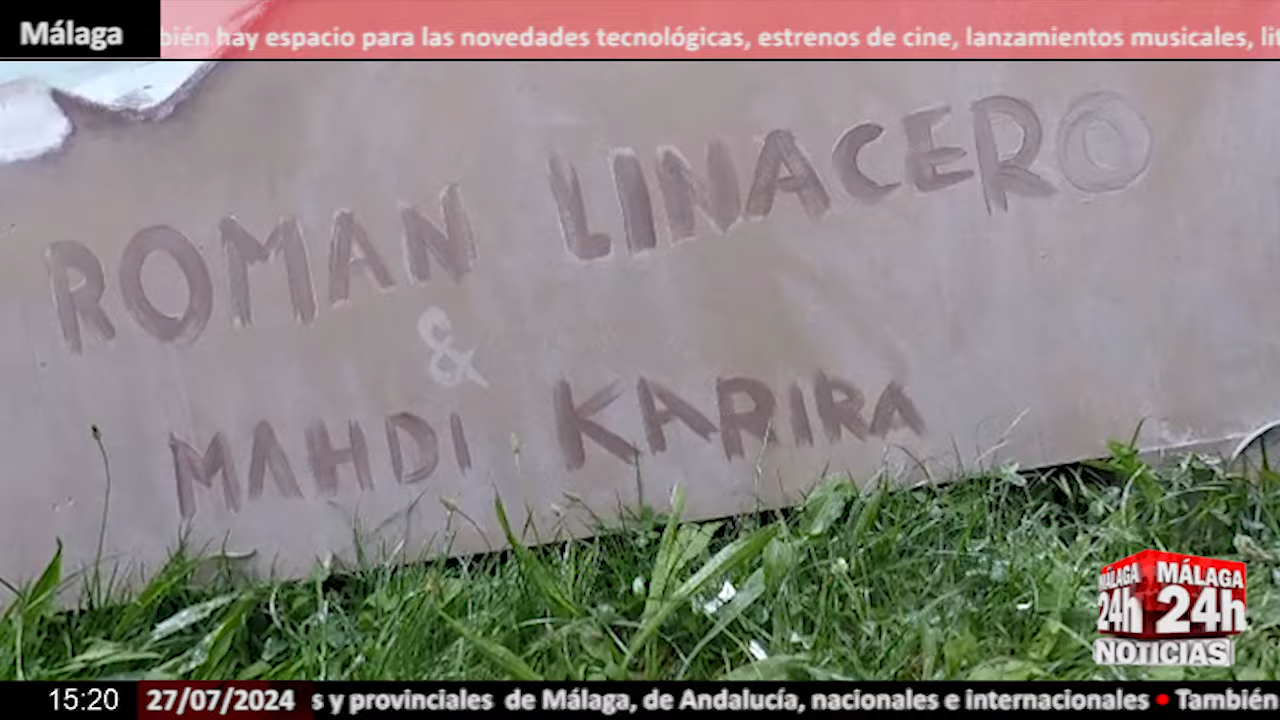 Málaga
bién hay espacio para las novedades tecnológicas, estrenos de cine, lanzamientos musicales, lit
ROMAN LINACERO
&
MAHDI KARIRA
MÁLAGA MÁLAGA
24h 24h
NOTICIAS
15:20 27/07/2024 s y provinciales de Málaga, de Andalucía, nacionales e internacionales • También